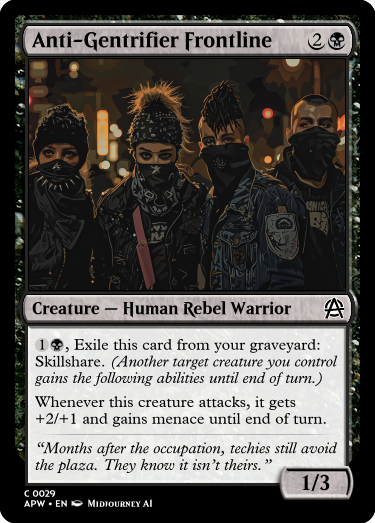 Anti-Gentrifier Frontline 2
Creature — Human Rebel Warrior
1, Exile this card from your graveyard:
Skillshare. (Another target creature you control
gains the following abilities until end of turn.)
Whenever this creature attacks, it gets
+2/+1 and gains menace until end of turn.
“Months after the occupation, techies still avoid
the plaza. They know it isn’t theirs.”
1/3
C 0029
APW • EN Midjourney AI